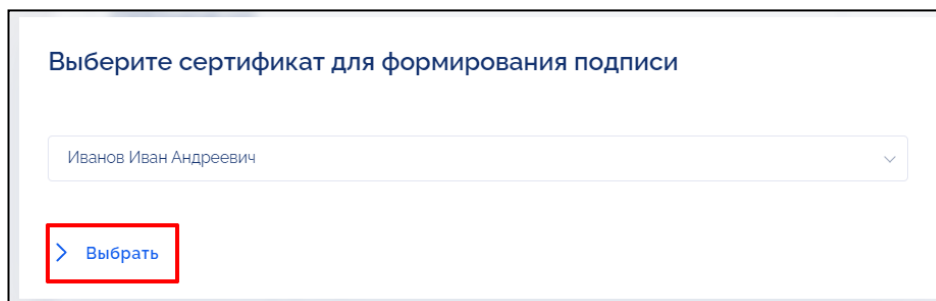 Выберите сертификат для формирования подписи
Иванов Иван Андреевич
Выбрать